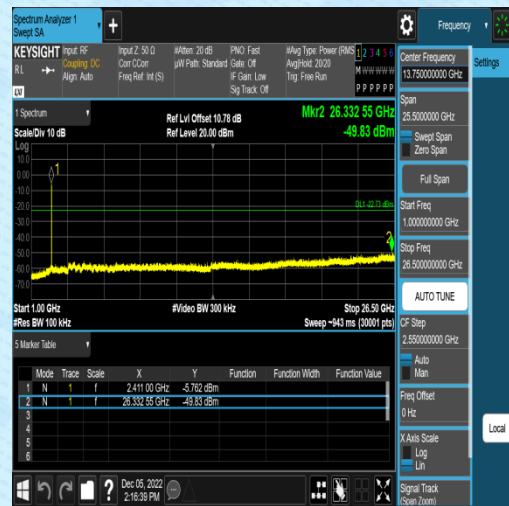 Spectrum Analyzer 1
Swept SA
Frequency
KEYSIGHT
Input: RF
Input Z: 50 Ω
#Atten: 20 dB
PNO: Fast
#Avg Type: Power (RMS
1 2 3 4 5 6
RL
Coupling: DC
Corr CCorr
µW Path: Standard
Gate: Off
Avg|Hold: 20/20
M W W W W W
Align: Auto
Freq Ref: Int (S)
IF Gain: Low
Trig: Free Run
Sig Track: Off
P P P P P P
LXI
1 Spectrum
Ref Lvl Offset 10.78 dB
Mkr2 26.332 55 GHz
Scale/Div 10 dB
Ref Level 20.00 dBm
-49.83 dBm
Log
10.0
0.00
-10.0
-20.0
-30.0
-40.0
-50.0
-60.0
-70.0
1
DL1 -22.73 dBm
2
Start 1.00 GHz
#Video BW 300 kHz
Stop 26.50 GHz
#Res BW 100 kHz
Sweep ~943 ms (30001 pts)
5 Marker Table
Mode Trace Scale X Y Function Function Width Function Value
1 N 1 f 2.411 00 GHz -5.762 dBm
2 N 1 f 26.332 55 GHz -49.83 dBm
3
4
5
6
Dec 05, 2022
2:16:39 PM
Center Frequency
13.750000000 GHz
Settings
Span
25.5000000 GHz
Swept Span
Zero Span
Full Span
Start Freq
1.000000000 GHz
Stop Freq
26.500000000 GHz
AUTO TUNE
CF Step
2.550000000 GHz
Auto
Man
Freq Offset
0 Hz
Local
X Axis Scale
Log
Lin
Signal Track
(Span Zoom)